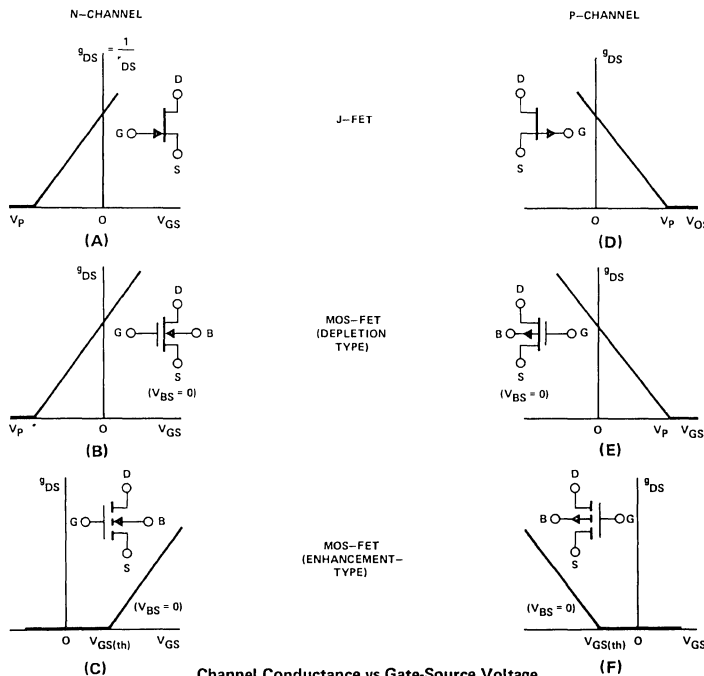 N-CHANNEL
P-CHANNEL
gDS = 1/rDS
D
G
S
VP
O
VGS
(A)
J-FET
gDS
D
G
S
O
VP
VOS
(D)
gDS
D
G
B
S
(VBS = 0)
VP
O
VGS
(B)
MOS-FET
(DEPLETION
TYPE)
gDS
D
B
G
S
(VBS = 0)
O
VP
VGS
(E)
gDS
D
G
B
S
(VBS = 0)
O
VGS(th)
VGS
(C)
MOS-FET
(ENHANCEMENT-
TYPE)
D
gDS
B
G
S
(VBS = 0)
VGS(th)
O
VGS
(F)
Channel Conductance vs Gate-Source Voltage